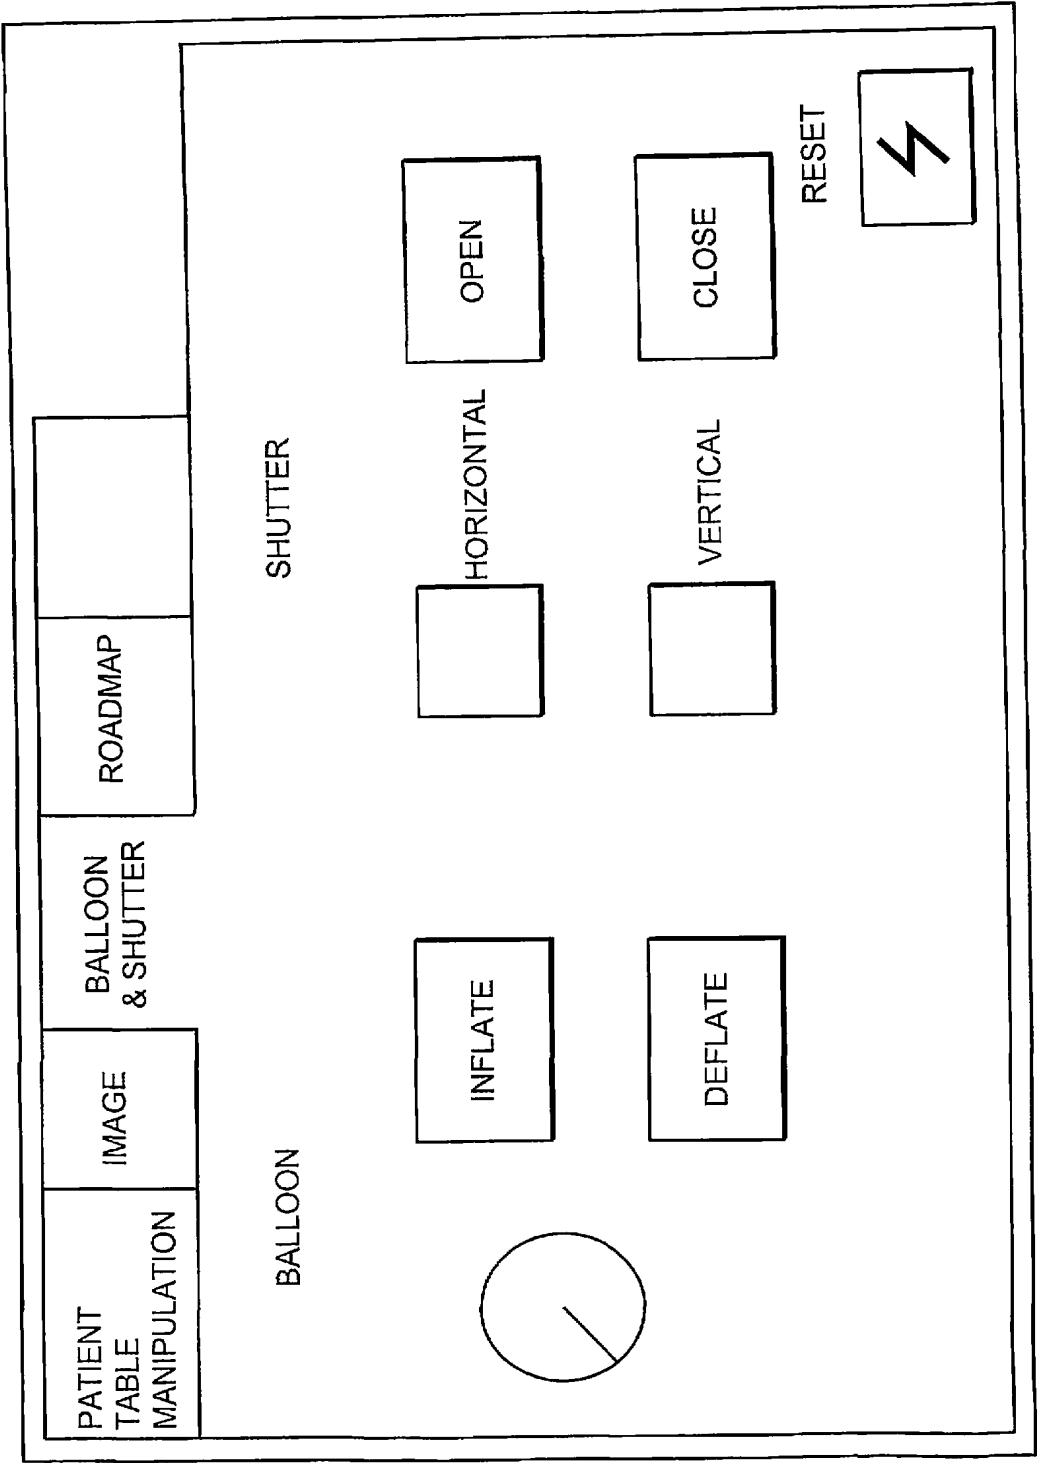 PATIENT
TABLE
MANIPULATION
IMAGE
BALLOON
& SHUTTER
ROADMAP
BALLOON
SHUTTER
INFLATE
HORIZONTAL
OPEN
DEFLATE
VERTICAL
CLOSE
RESET